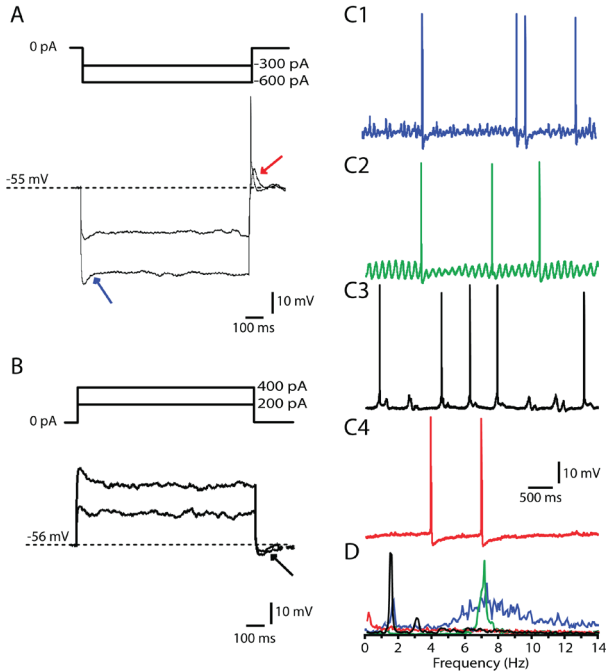 A
0 pA
-300 pA
-600 pA
-55 mV
10 mV
100 ms
B
400 pA
200 pA
0 pA
-56 mV
10 mV
100 ms
C1
C2
C3
C4
10 mV
500 ms
D
0 2 4 6 8 10 12 14
Frequency (Hz)